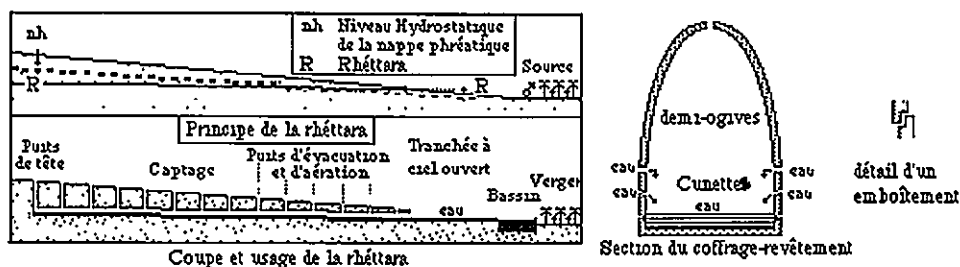 nh
R
nh Niveau Hydrostatique
de la nappe phréatique
R Rhéttara
R
Source
Principe de la rhéttara
Puits
de tête
Captage
Puits d'évacuation
et d'aération
Tranchée à
ciel ouvert
eau
Bassin
Verger
Coupe et usage de la rhéttara
demi-ogives
eau
eau
Cunettes
eau
eau
eau
Section du coffrage-revêtement
détail d'un
emboîtement